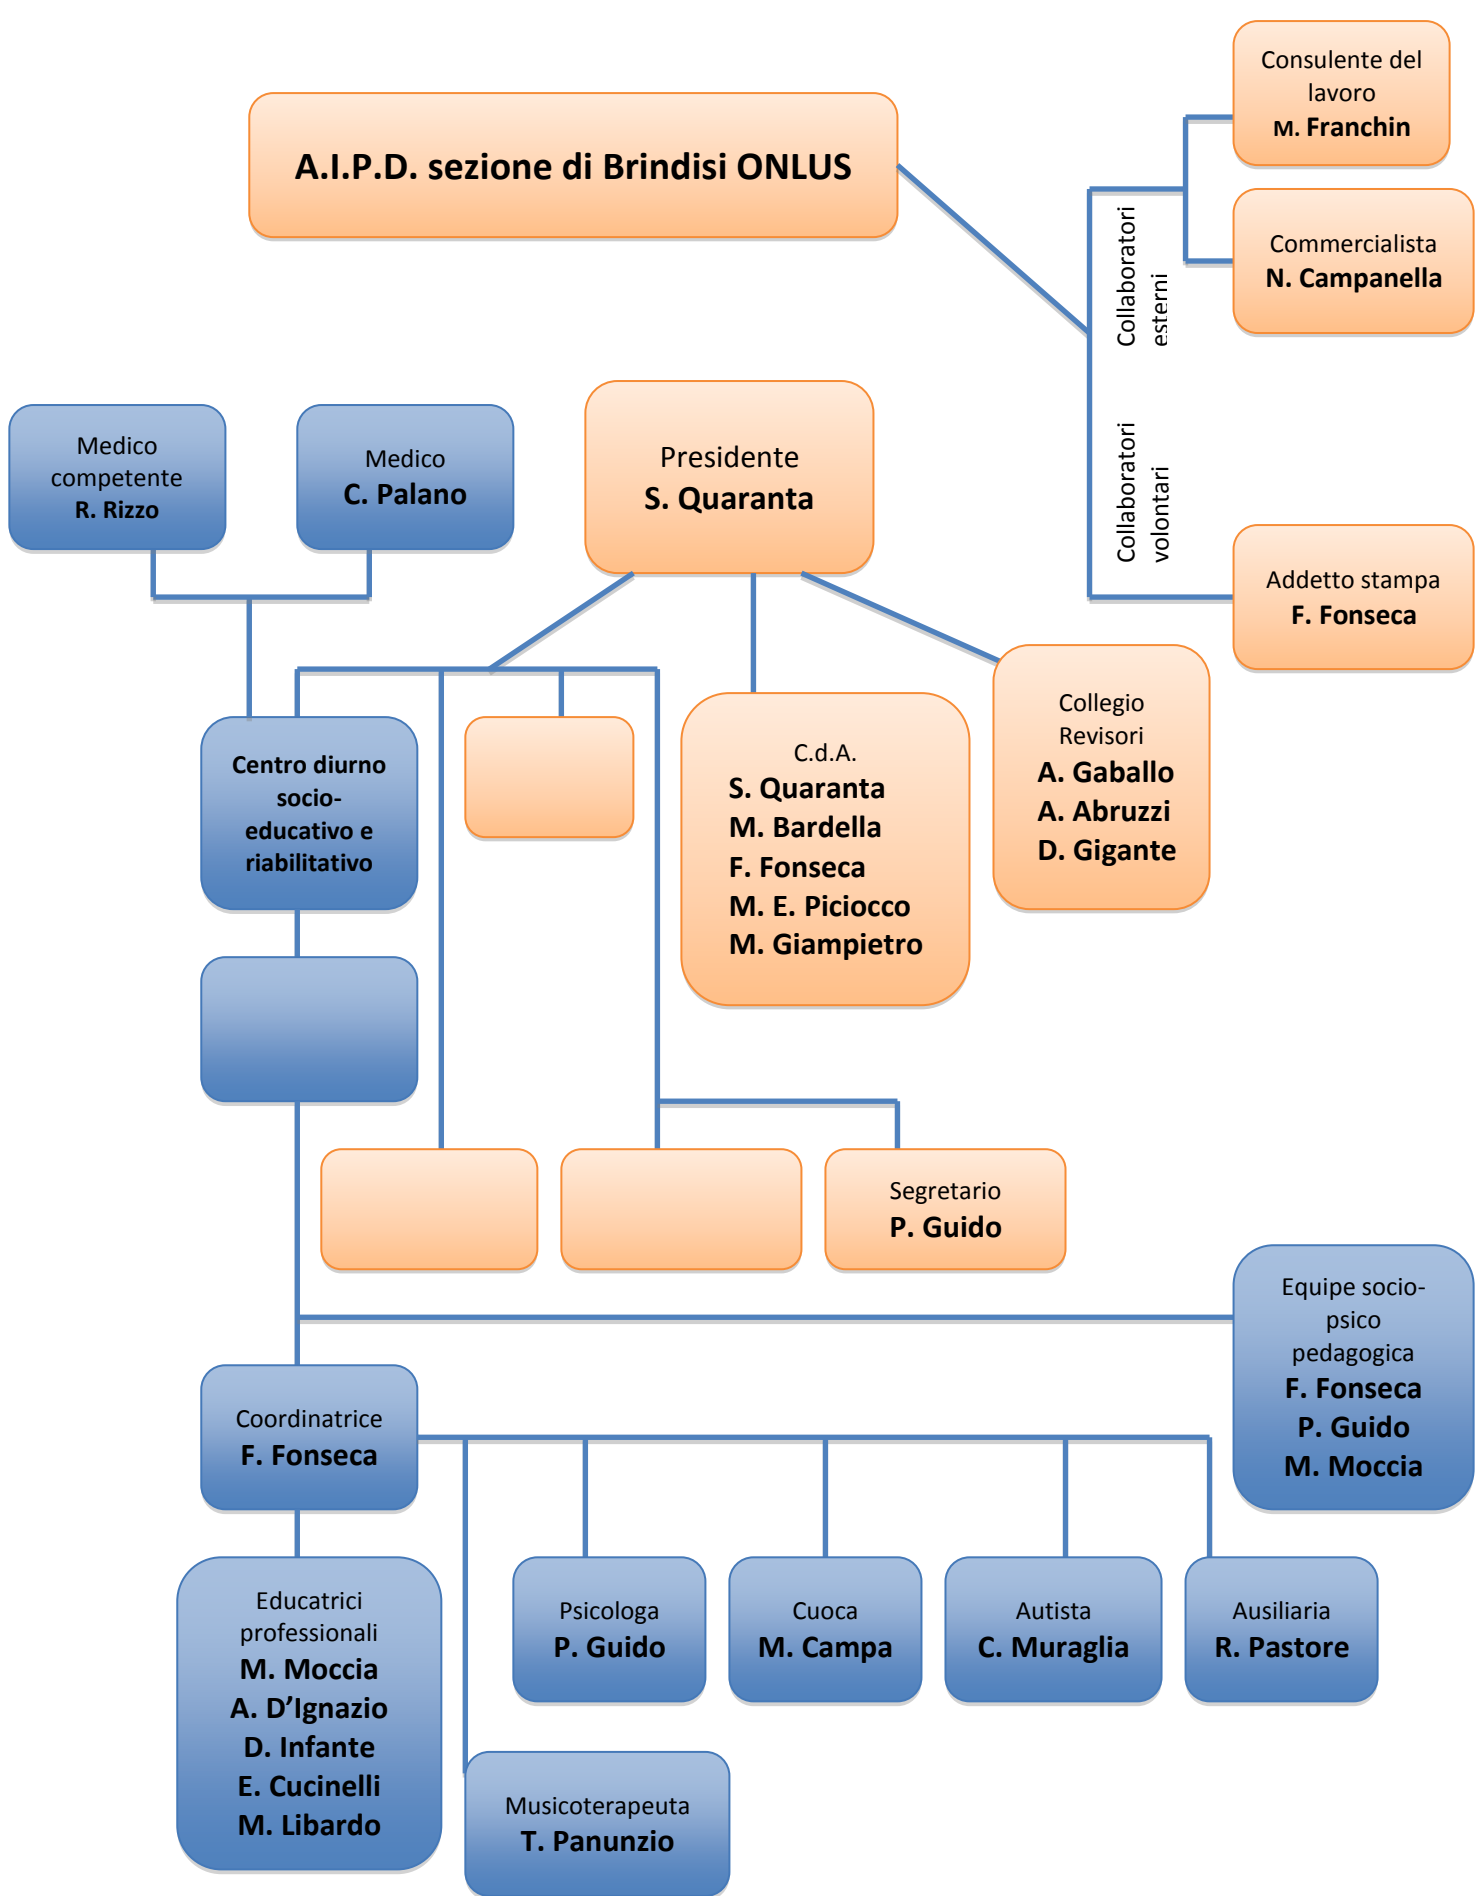 Consulente del
lavoro
M. Franchin
A.I.P.D. sezione di Brindisi ONLUS
Collaboratori
esterni
Commercialista
N. Campanella
Medico
competente
R. Rizzo
Medico
C. Palano
Presidente
S. Quaranta
Collaboratori
volontari
Addetto stampa
F. Fonseca
Centro diurno
socio-
educativo e
riabilitativo
C.d.A.
S. Quaranta
M. Bardella
F. Fonseca
M. E. Piciocco
M. Giampietro
Collegio
Revisori
A. Gaballo
A. Abruzzi
D. Gigante
Segretario
P. Guido
Equipe socio-
psico
pedagogica
F. Fonseca
P. Guido
M. Moccia
Coordinatrice
F. Fonseca
Educatrici
professionali
M. Moccia
A. D’Ignazio
D. Infante
E. Cucinelli
M. Libardo
Psicologa
P. Guido
Cuoca
M. Campa
Autista
C. Muraglia
Ausiliaria
R. Pastore
Musicoterapeuta
T. Panunzio